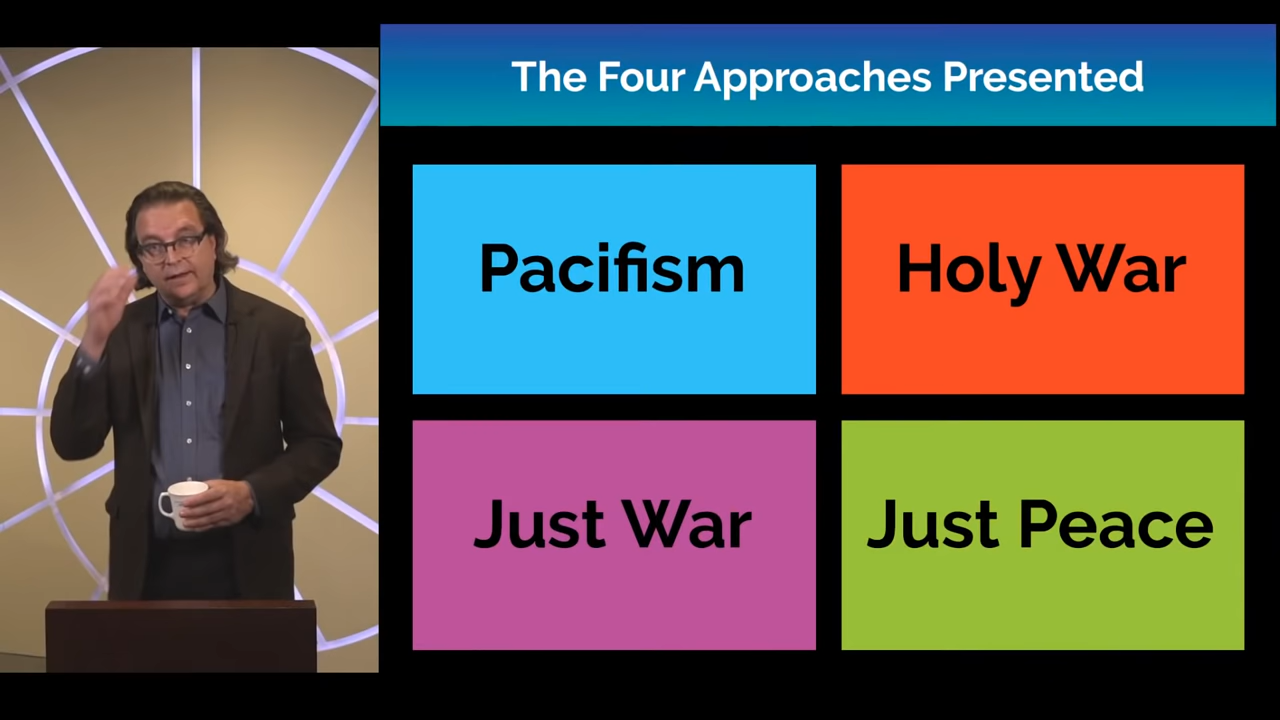 The Four Approaches Presented
Pacifism
Holy War
Just War
Just Peace